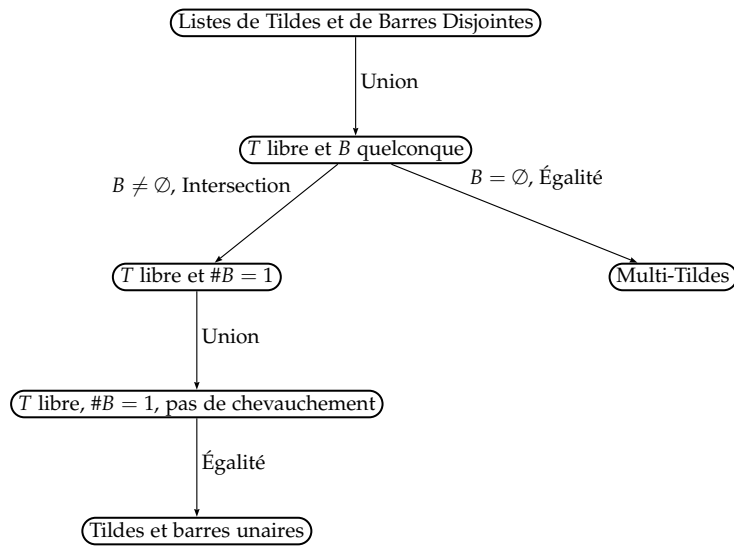 Listes de Tildes et de Barres Disjointes
Union
T libre et B quelconque
B ≠ ∅, Intersection
B = ∅, Égalité
T libre et #B = 1
Multi-Tildes
Union
T libre, #B = 1, pas de chevauchement
Égalité
Tildes et barres unaires